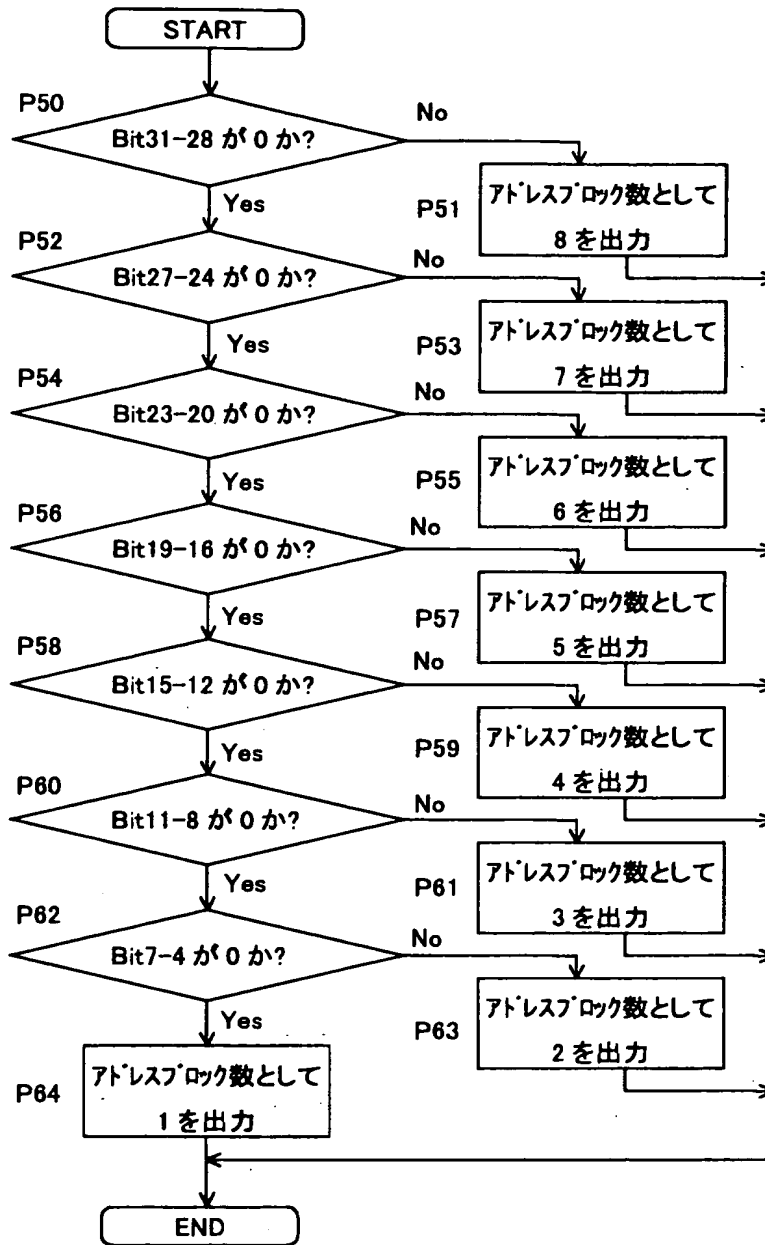 START
P50
Bit31-28 が 0 か?
No
P51
アドレスブロック数として
8 を出力
Yes
P52
Bit27-24 が 0 か?
No
P53
アドレスブロック数として
7 を出力
Yes
P54
Bit23-20 が 0 か?
No
P55
アドレスブロック数として
6 を出力
Yes
P56
Bit19-16 が 0 か?
No
P57
アドレスブロック数として
5 を出力
Yes
P58
Bit15-12 が 0 か?
No
P59
アドレスブロック数として
4 を出力
Yes
P60
Bit11-8 が 0 か?
No
P61
アドレスブロック数として
3 を出力
Yes
P62
Bit7-4 が 0 か?
No
P63
アドレスブロック数として
2 を出力
Yes
P64
アドレスブロック数として
1 を出力
END